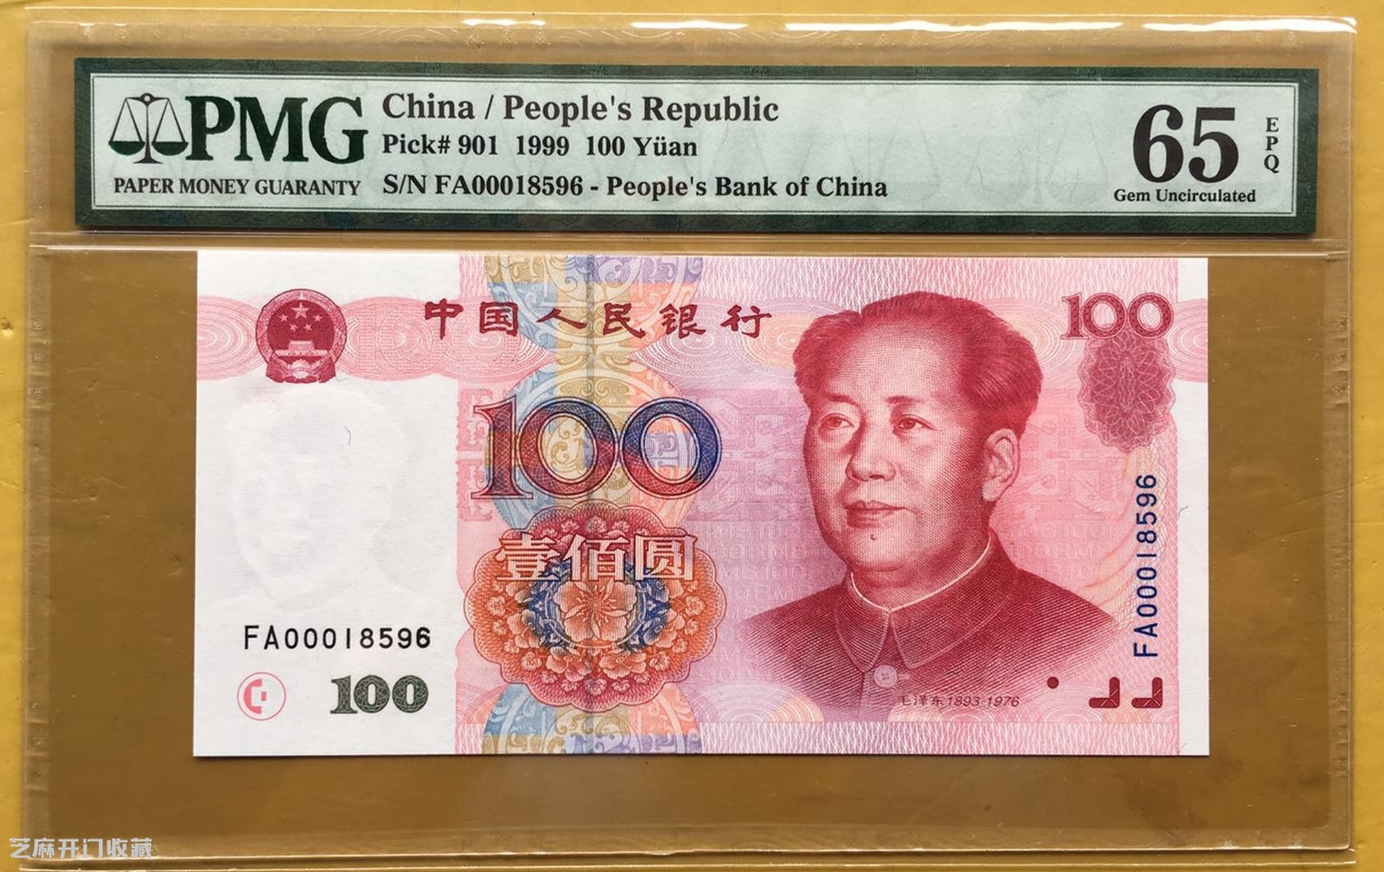 PMG
PAPER MONEY GUARANTY
China / People's Republic
Pick# 901 1999 100 Yüan
S/N FA00018596 - People's Bank of China
65
EPQ
Gem Uncirculated
中国人民银行
100
100
壹佰圆
FA00018596
FA00018596
100
毛泽东1893-1976
芝麻开门收藏